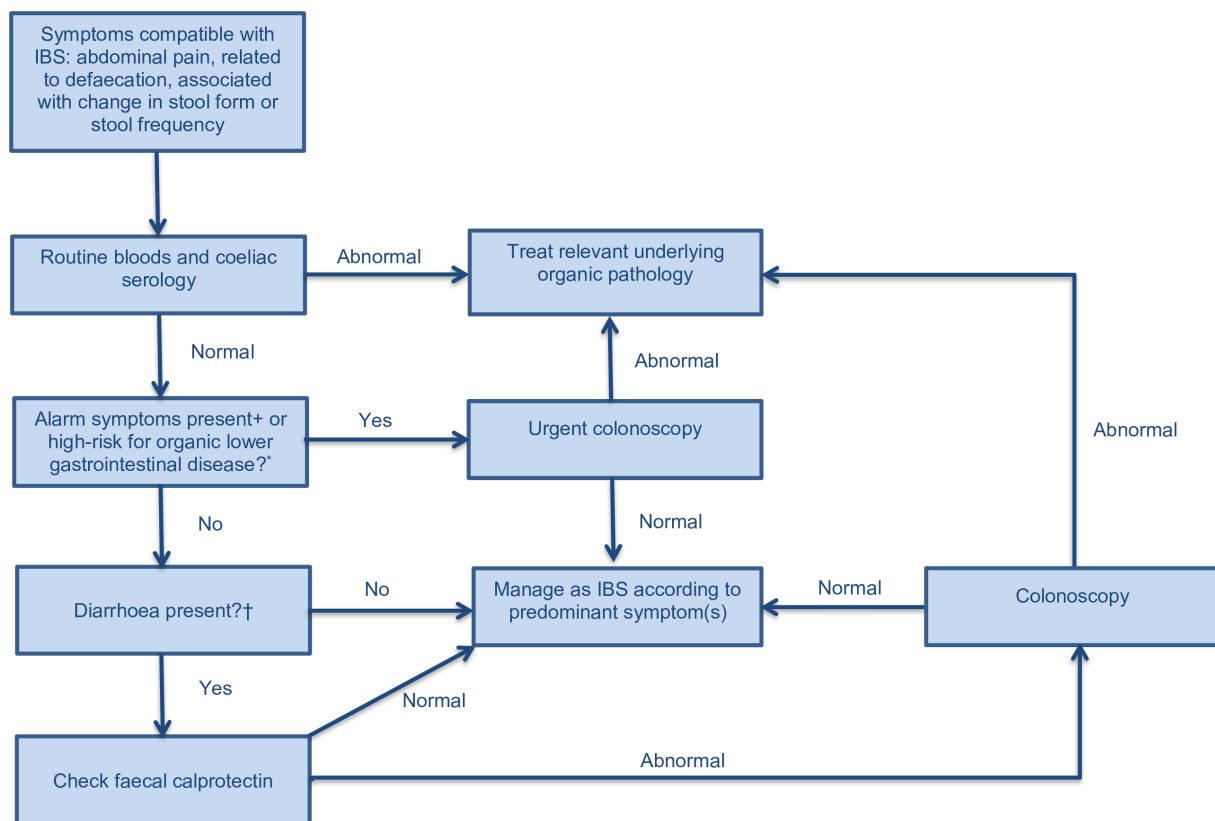 Symptoms compatible with
IBS: abdominal pain, related
to defaecation, associated
with change in stool form or
stool frequency
Routine bloods and coeliac
serology
Abnormal
Treat relevant underlying
organic pathology
Normal
Abnormal
Alarm symptoms present+ or
high-risk for organic lower
gastrointestinal disease?*
Yes
Urgent colonoscopy
Abnormal
No
Normal
Diarrhoea present?†
No
Manage as IBS according to
predominant symptom(s)
Normal
Colonoscopy
Yes
Normal
Check faecal calprotectin
Abnormal